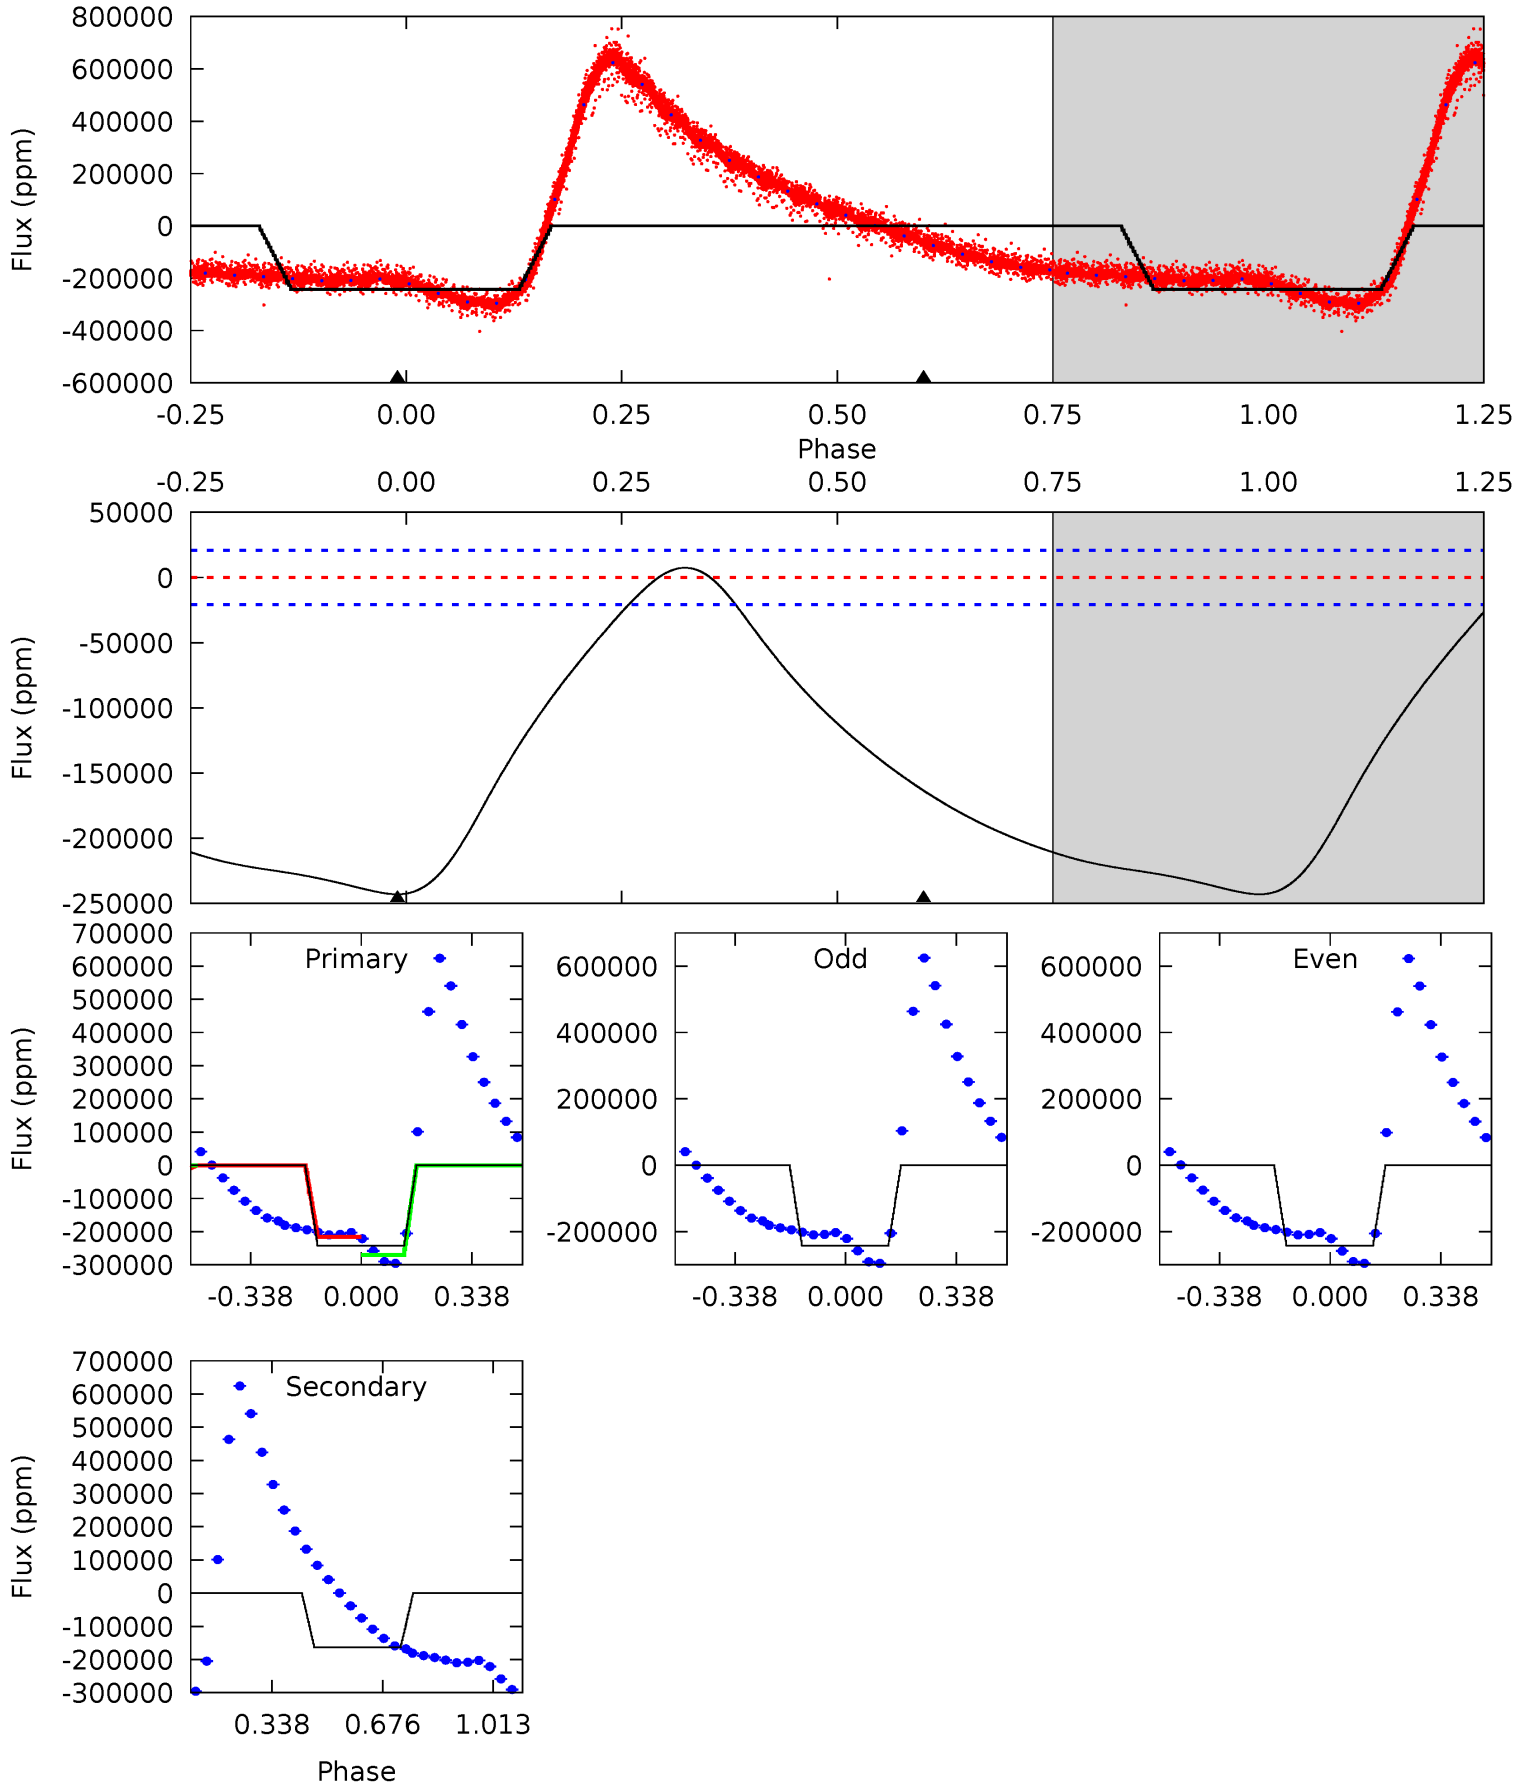 800000
600000
400000
200000
0
-200000
-400000
-600000
Flux (ppm)
-0.25 0.00 0.25 0.50 0.75 1.00 1.25
Phase
-0.25 0.00 0.25 0.50 0.75 1.00 1.25
50000
0
-50000
-100000
-150000
-200000
-250000
Flux (ppm)
Primary
700000
600000
500000
400000
300000
200000
100000
0
-100000
-200000
-300000
Flux (ppm)
-0.338 0.000 0.338
Odd
600000
400000
200000
0
-200000
-0.338 0.000 0.338
Even
600000
400000
200000
0
-200000
-0.338 0.000 0.338
Secondary
700000
600000
500000
400000
300000
200000
100000
0
-100000
-200000
-300000
Flux (ppm)
0.338 0.676 1.013
Phase